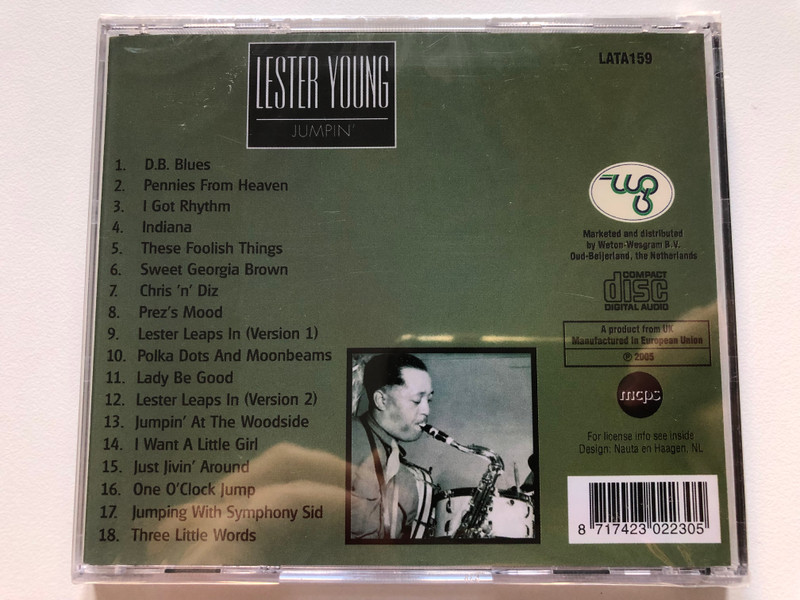 LESTER YOUNG
JUMPIN'
LATA159
1. D.B. Blues
2. Pennies From Heaven
3. I Got Rhythm
4. Indiana
5. These Foolish Things
6. Sweet Georgia Brown
7. Chris 'n' Diz
8. Prez's Mood
9. Lester Leaps In (Version 1)
10. Polka Dots And Moonbeams
11. Lady Be Good
12. Lester Leaps In (Version 2)
13. Jumpin' At The Woodside
14. I Want A Little Girl
15. Just Jivin' Around
16. One O'Clock Jump
17. Jumping With Symphony Sid
18. Three Little Words
Marketed and distributed
by Weton-Wesgram B.V.
Oud-Beijerland, the Netherlands
COMPACT
disc
DIGITAL AUDIO
A product from UK
Manufactured in European Union
℗ 2005
mcps
For license info see inside
Design: Nauta en Haagen, NL
8 717423 022305